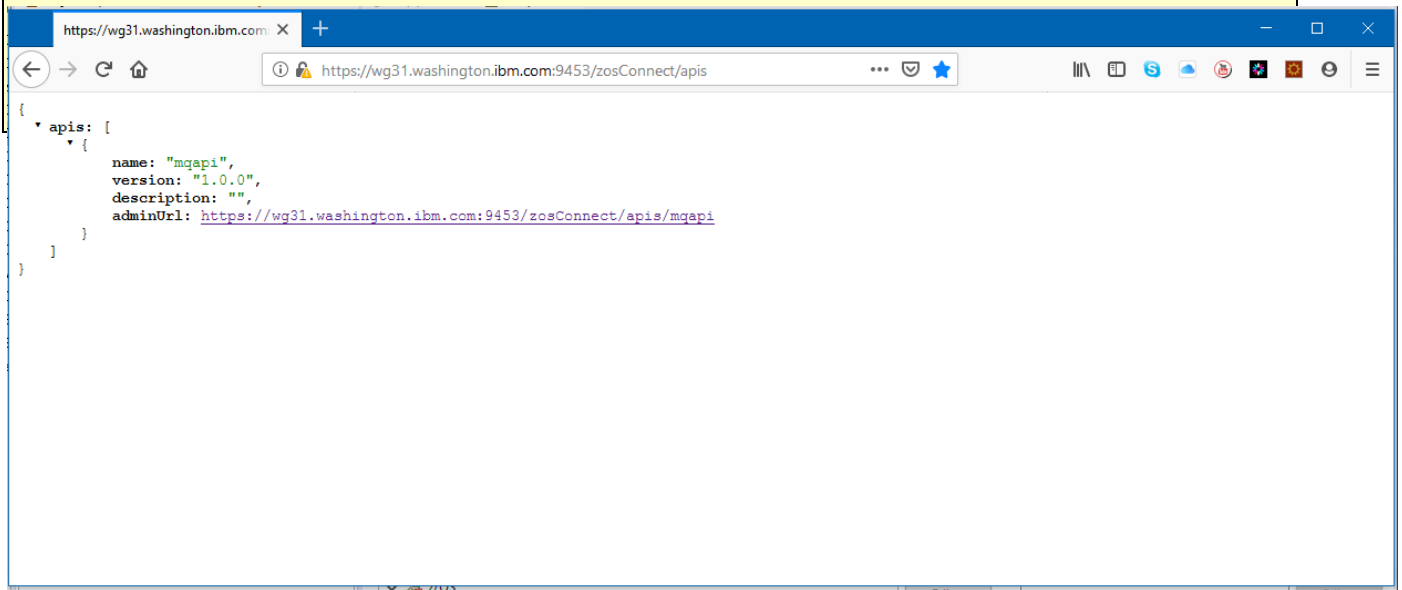 https://wg31.washington.ibm.com:
https://wg31.washington.ibm.com:9453/zosConnect/apis
{
apis: [
{
name: "mqapi",
version: "1.0.0",
description: "",
adminUrl: https://wg31.washington.ibm.com:9453/zosConnect/apis/mqapi
}
]
}